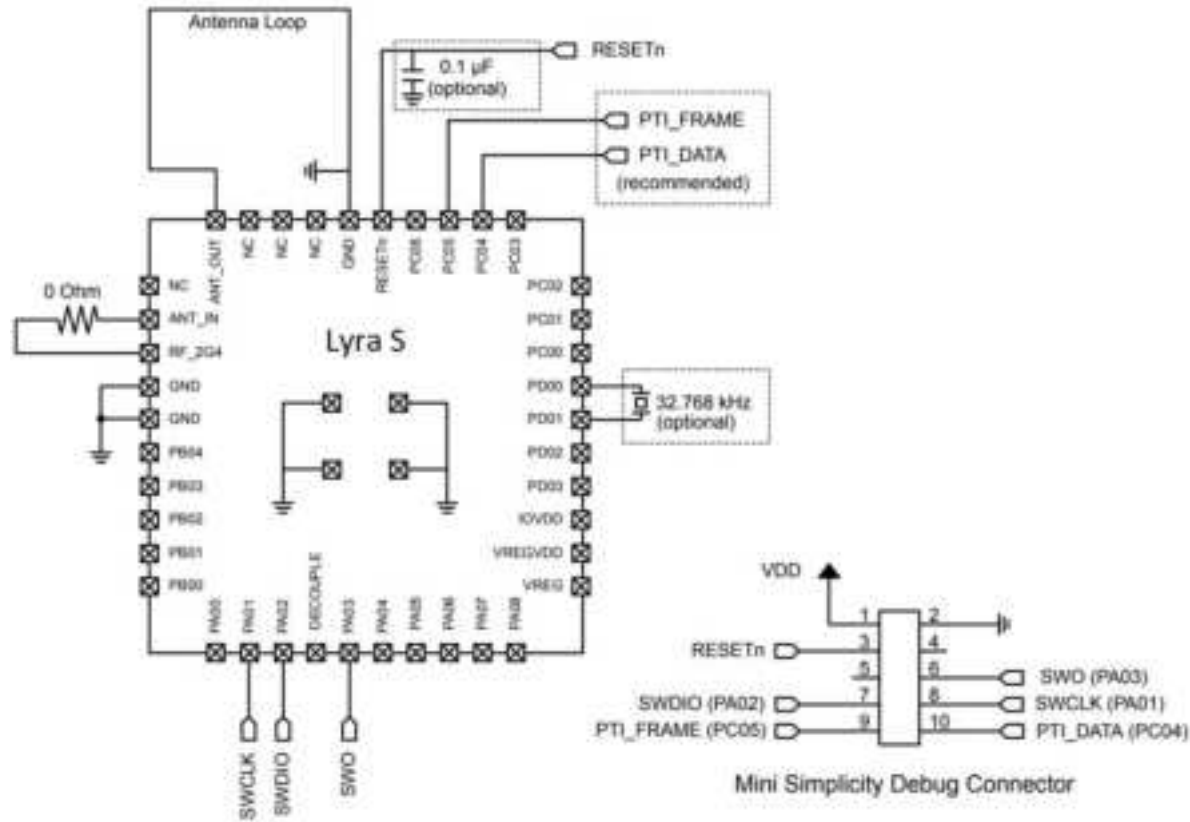 Antenna Loop
RESETn
0.1 µF
(optional)
PTI_FRAME
PTI_DATA
(recommended)
ANT_OUT
NC
NC
NC
GND
RESETn
PC06
PC05
PC04
PC03
0 Ohm
NC
ANT_IN
RF_2G4
GND
GND
PB04
PB03
PB02
PB01
PB00
Lyra S
PC02
PC01
PC00
PD00
PD01
PD02
PD03
IOVDD
VREGVDD
VREG
32.768 kHz
(optional)
PA00
PA01
PA02
DECOUPLE
PA03
PA04
PA05
PA06
PA07
PA08
SWCLK
SWDIO
SWO
VDD
1
2
RESETn
3
4
5
6
SWO (PA03)
SWDIO (PA02)
7
8
SWCLK (PA01)
PTI_FRAME (PC05)
9
10
PTI_DATA (PC04)
Mini Simplicity Debug Connector